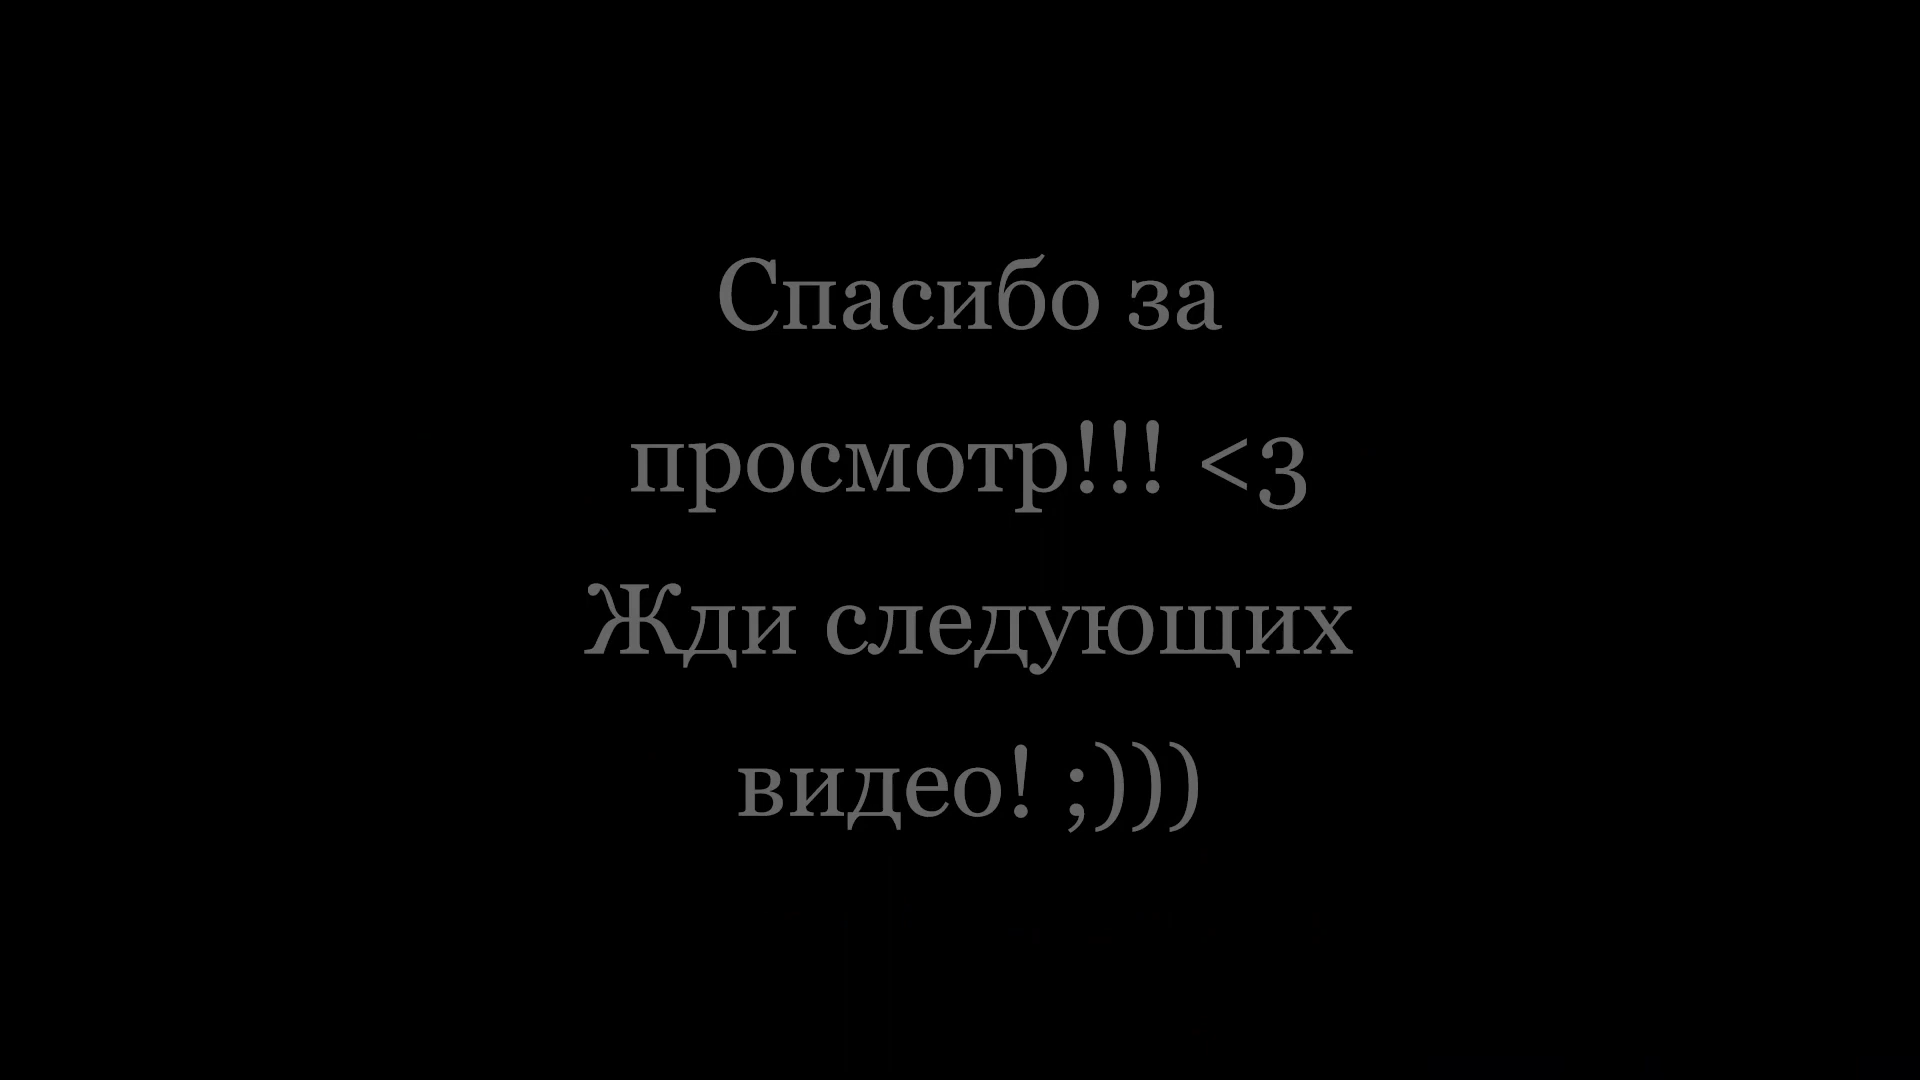 Спасибо за
просмотр!!! <3
Жди следующих
видео! ;)))